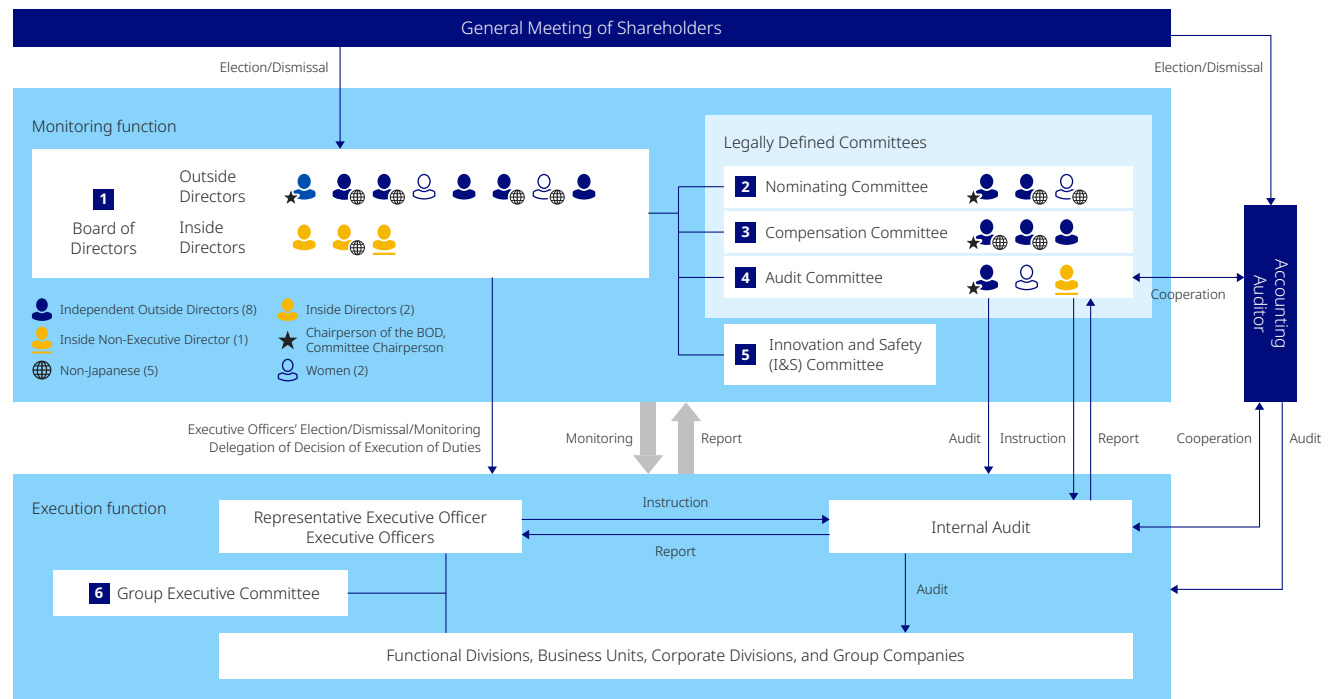 General Meeting of Shareholders
Election/Dismissal
Election/Dismissal
Monitoring function
1
Board of
Directors
Outside
Directors
Inside
Directors
Independent Outside Directors (8)
Inside Directors (2)
Inside Non-Executive Director (1)
Chairperson of the BOD,
Committee Chairperson
Non-Japanese (5)
Women (2)
Legally Defined Committees
2 Nominating Committee
3 Compensation Committee
4 Audit Committee
5 Innovation and Safety
(I&S) Committee
Cooperation
Accounting
Auditor
Executive Officers' Election/Dismissal/Monitoring
Delegation of Decision of Execution of Duties
Monitoring
Report
Audit
Instruction
Report
Cooperation
Audit
Execution function
Representative Executive Officer
Executive Officers
Instruction
Report
Internal Audit
6 Group Executive Committee
Audit
Functional Divisions, Business Units, Corporate Divisions, and Group Companies